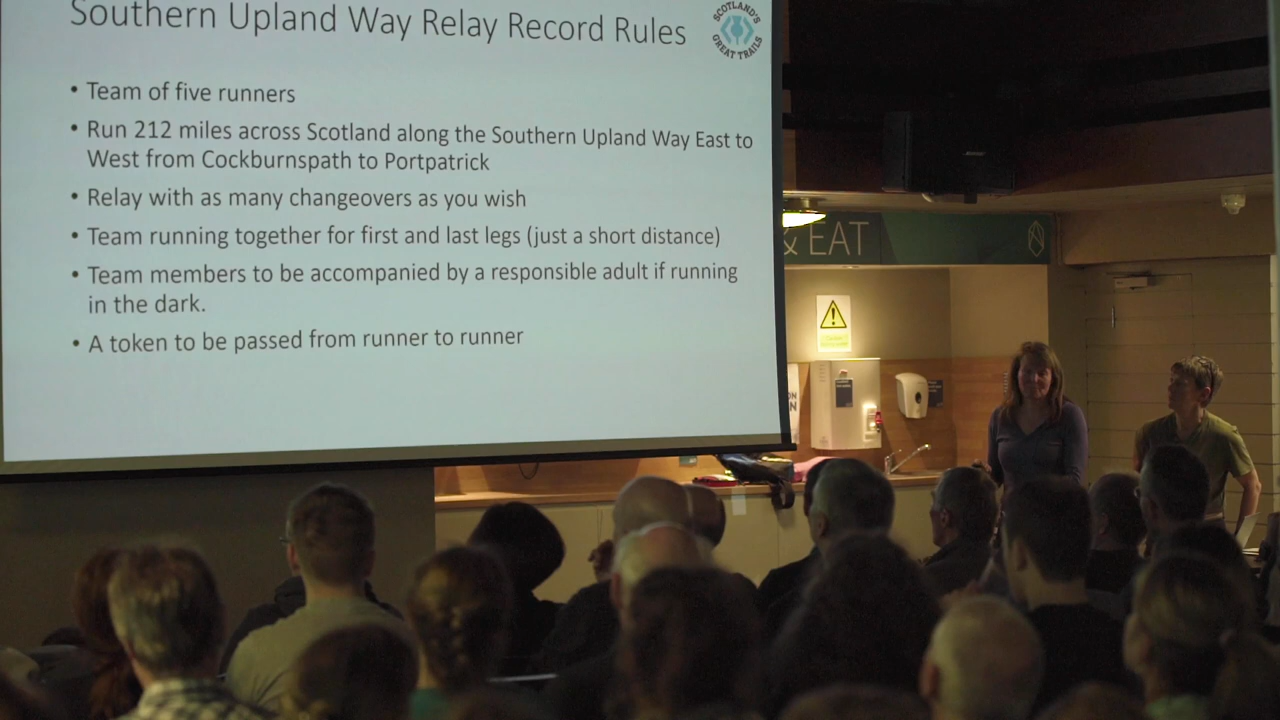 Southern Upland Way Relay Record Rules
SCOTLAND'S
GREAT TRAILS
• Team of five runners
• Run 212 miles across Scotland along the Southern Upland Way East to
West from Cockburnspath to Portpatrick
• Relay with as many changeovers as you wish
• Team running together for first and last legs (just a short distance)
• Team members to be accompanied by a responsible adult if running
in the dark.
• A token to be passed from runner to runner
& EAT